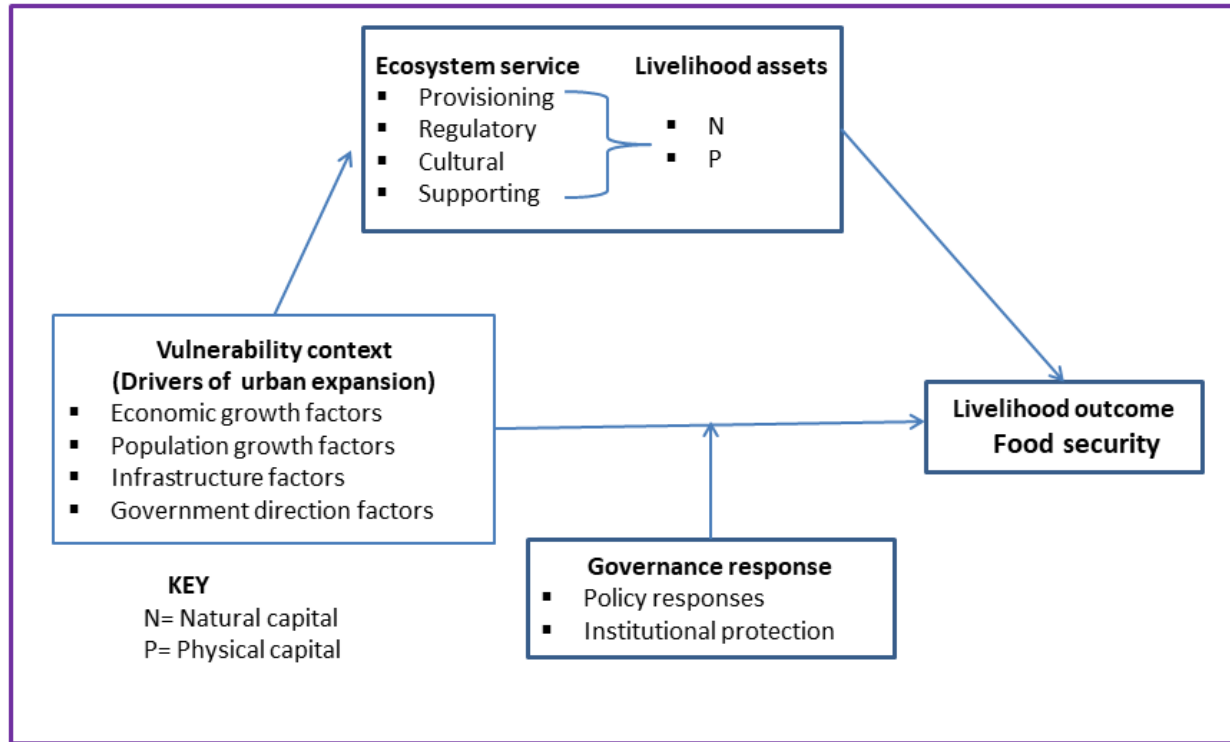 Ecosystem service Livelihood assets
▪ Provisioning
▪ Regulatory
▪ Cultural
▪ Supporting
▪ N
▪ P
Vulnerability context
(Drivers of urban expansion)
▪ Economic growth factors
▪ Population growth factors
▪ Infrastructure factors
▪ Government direction factors
Livelihood outcome
Food security
Governance response
▪ Policy responses
▪ Institutional protection
KEY
N= Natural capital
P= Physical capital